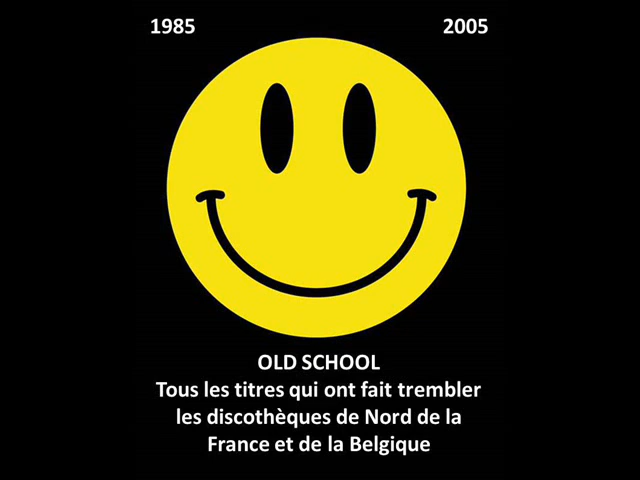 1985 2005
OLD SCHOOL
Tous les titres qui ont fait trembler
les discothèques de Nord de la
France et de la Belgique